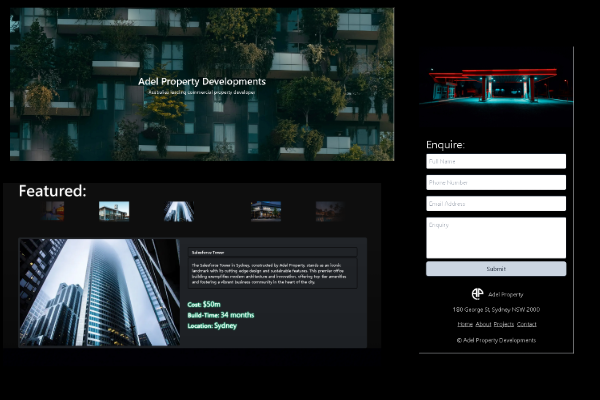 Adel Property Developments
Australias leading commercial property developer
Featured:
Salesforce Tower
The Salesforce Tower in Sydney, constructed by Adel Property, stands as an iconic
landmark with its cutting-edge design and sustainable features. This premier office
building exemplifies modern architecture and innovation, offering top-tier amenities
and fostering a vibrant business community in the heart of the city.
Cost: $50m
Build-Time: 34 months
Location: Sydney
Enquire:
Full Name
Phone Number
Email Address
Enquiry
Submit
Adel Property
180 George St, Sydney NSW 2000
Home About Projects Contact
© Adel Property Developments